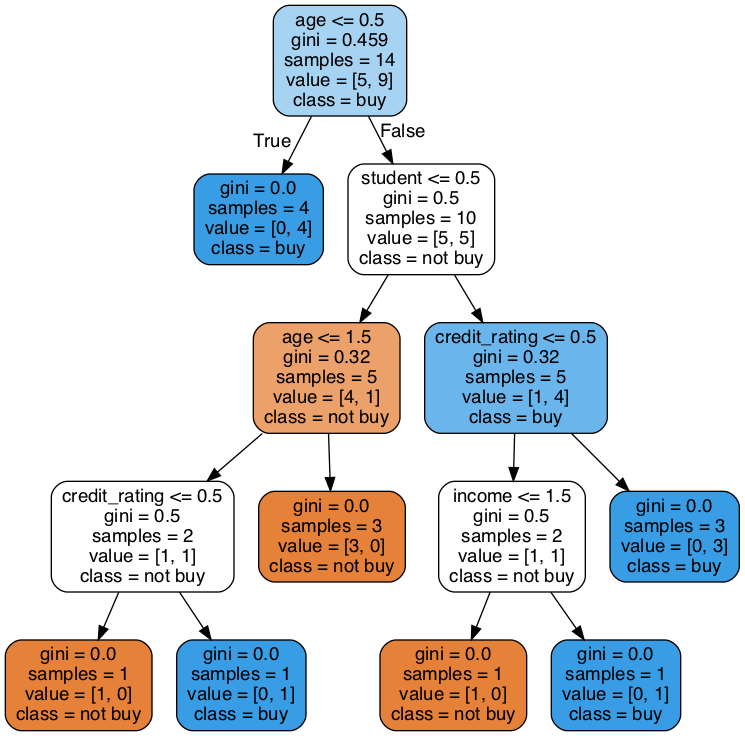 age <= 0.5
gini = 0.459
samples = 14
value = [5, 9]
class = buy
True
False
gini = 0.0
samples = 4
value = [0, 4]
class = buy
student <= 0.5
gini = 0.5
samples = 10
value = [5, 5]
class = not buy
age <= 1.5
gini = 0.32
samples = 5
value = [4, 1]
class = not buy
credit_rating <= 0.5
gini = 0.32
samples = 5
value = [1, 4]
class = buy
credit_rating <= 0.5
gini = 0.5
samples = 2
value = [1, 1]
class = not buy
gini = 0.0
samples = 3
value = [3, 0]
class = not buy
income <= 1.5
gini = 0.5
samples = 2
value = [1, 1]
class = not buy
gini = 0.0
samples = 3
value = [0, 3]
class = buy
gini = 0.0
samples = 1
value = [1, 0]
class = not buy
gini = 0.0
samples = 1
value = [0, 1]
class = buy
gini = 0.0
samples = 1
value = [1, 0]
class = not buy
gini = 0.0
samples = 1
value = [0, 1]
class = buy